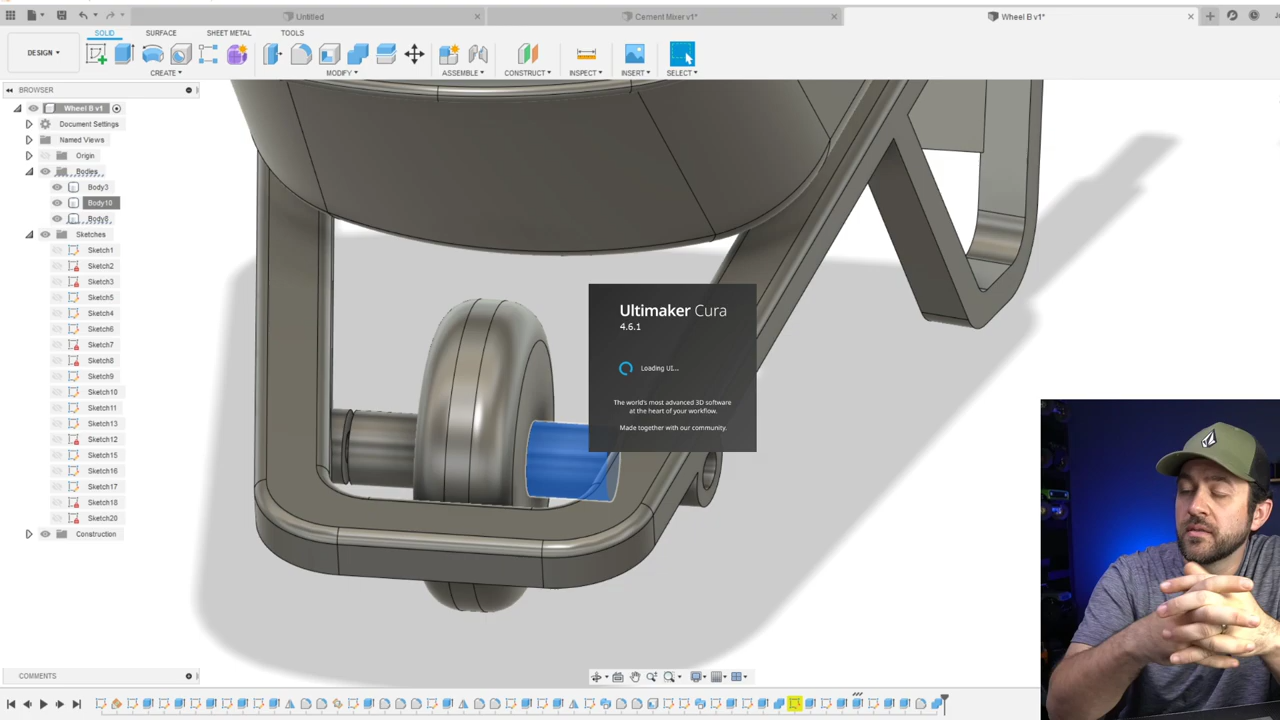 Untitled
Cement Mixer v1*
Wheel B v1*
SOLID
SURFACE
SHEET METAL
TOOLS
DESIGN
CREATE
MODIFY
ASSEMBLE
CONSTRUCT
INSPECT
INSERT
SELECT
BROWSER
Wheel B v1
Document Settings
Named Views
Origin
Bodies
Body3
Body10
Body8
Sketches
Sketch1
Sketch2
Sketch3
Sketch5
Sketch4
Sketch6
Sketch7
Sketch8
Sketch9
Sketch10
Sketch11
Sketch13
Sketch12
Sketch15
Sketch16
Sketch17
Sketch18
Sketch20
Construction
Ultimaker Cura
4.6.1
Loading UI...
The world's most advanced 3D software
at the heart of your workflow.
Made together with our community.
COMMENTS